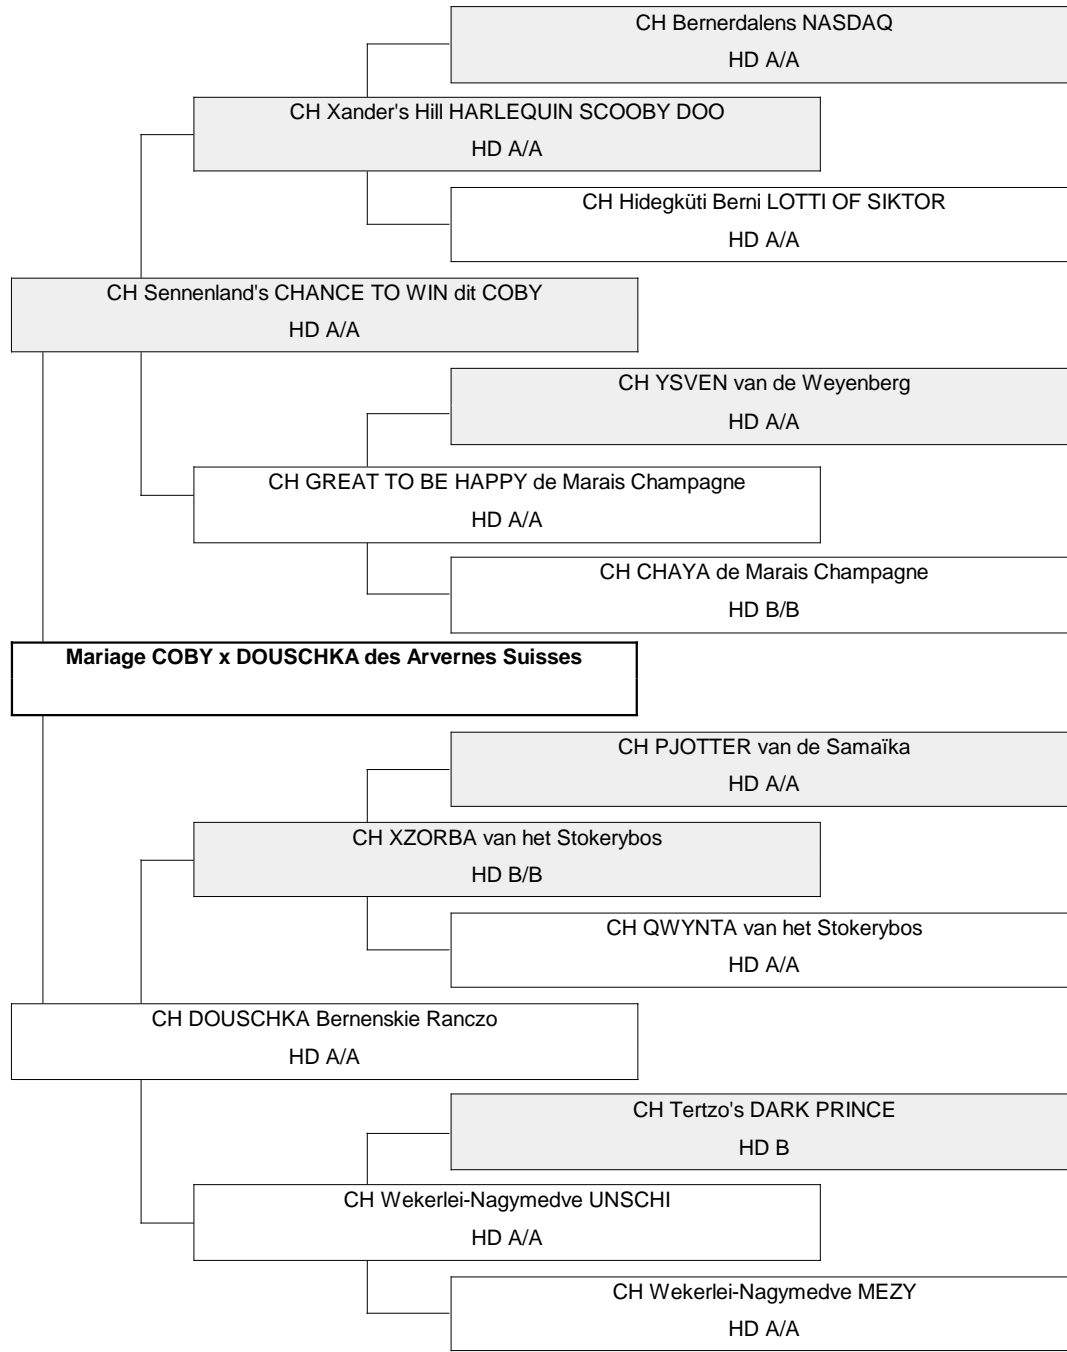 CH Bernerdalens NASDAQ
HD A/A
CH Xander's Hill HARLEQUIN SCOOBY DOO
HD A/A
CH Hidegküti Berni LOTTI OF SIKTOR
HD A/A
CH Sennenland's CHANCE TO WIN dit COBY
HD A/A
CH YSVEN van de Weyenberg
HD A/A
CH GREAT TO BE HAPPY de Marais Champagne
HD A/A
CH CHAYA de Marais Champagne
HD B/B
Mariage COBY x DOUSCHKA des Arvernes Suisses
CH PJOTTER van de Samaïka
HD A/A
CH XZORBA van het Stokerybos
HD B/B
CH QWYNTA van het Stokerybos
HD A/A
CH DOUSCHKA Bernenskie Ranczo
HD A/A
CH Tertzo's DARK PRINCE
HD B
CH Wekerlei-Nagymedve UNSCHI
HD A/A
CH Wekerlei-Nagymedve MEZY
HD A/A